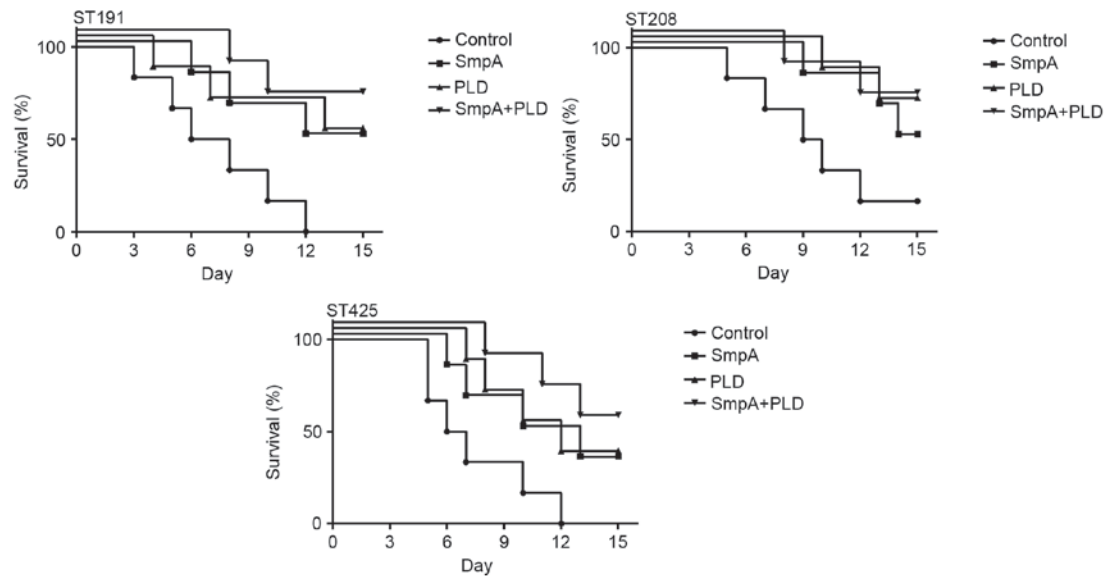 ST191
Survival (%)
100
50
0
0 3 6 9 12 15
Day
Control
SmpA
PLD
SmpA+PLD
ST208
Survival (%)
100
50
0
0 3 6 9 12 15
Day
Control
SmpA
PLD
SmpA+PLD
ST425
Survival (%)
100
50
0
0 3 6 9 12 15
Day
Control
SmpA
PLD
SmpA+PLD